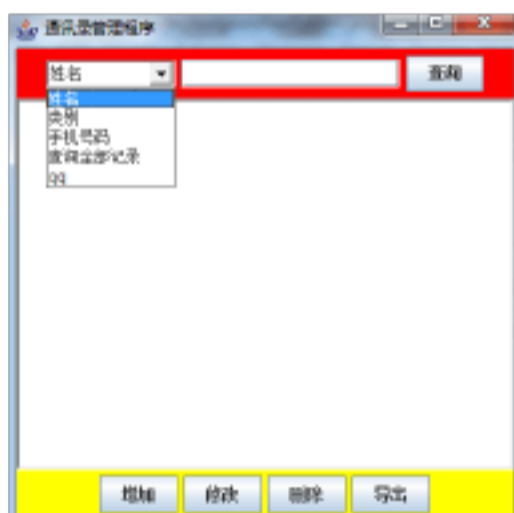 通讯录管理程序
姓名 查询
姓名
类别
手机号码
查询全部记录
qq
增加 修改 删除 导出